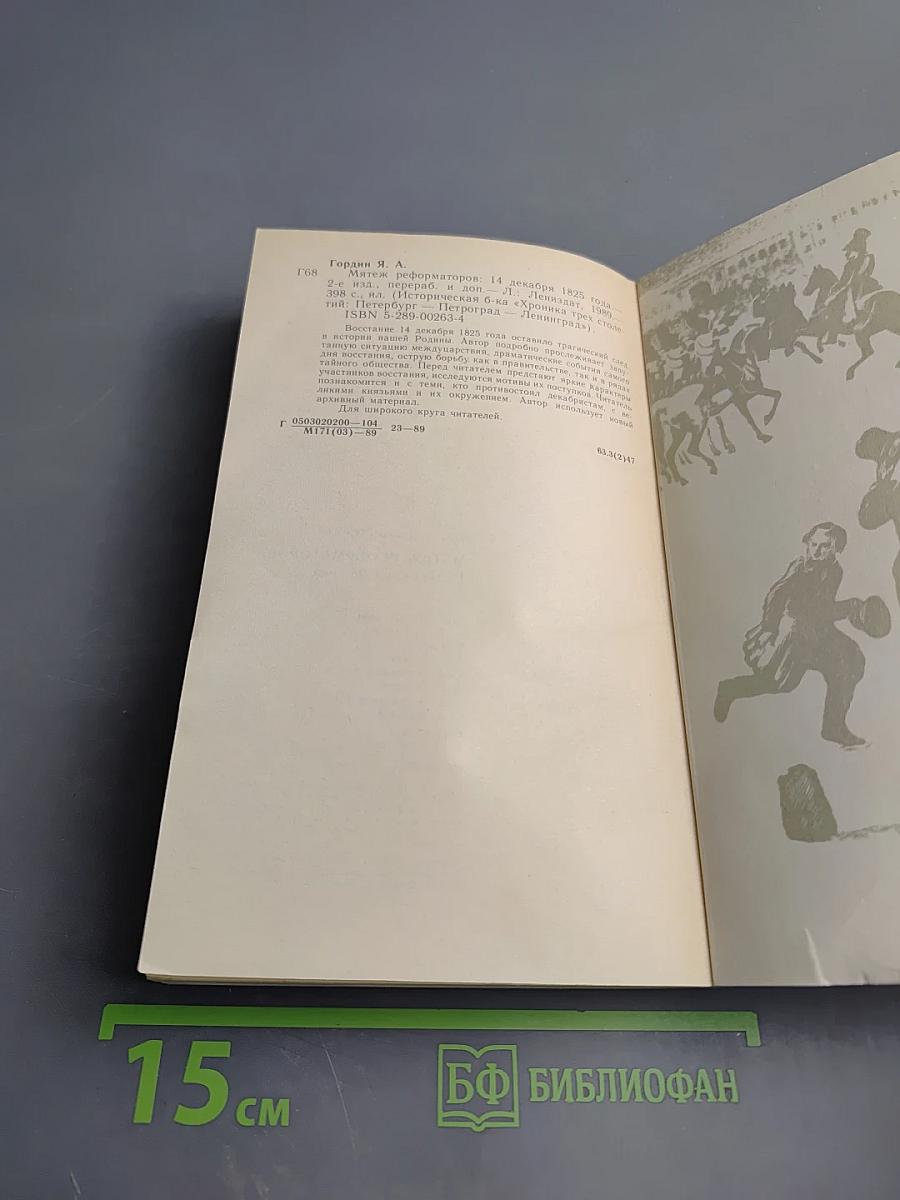 Гордин Я. А.
Г68 Мятеж реформаторов: 14 декабря 1825 года.—
2-е изд., перераб. и доп.— Л.: Лениздат, 1989.—
398 с., ил. (Историческая б-ка «Хроника трех столе-
тий: Петербург — Петроград — Ленинград»).
ISBN 5-289-00263-4
Восстание 14 декабря 1825 года оставило трагический след
в истории нашей Родины. Автор подробно прослеживает запу-
танную ситуацию междуцарствия, драматические события самого
дня восстания, острую борьбу как в правительстве, так и в рядах
тайного общества. Перед читателем предстают яркие характеры
участников восстания, исследуются мотивы их поступков. Читатель
познакомится и с теми, кто противостоял декабристам, с ве-
ликими князьями и их окружением. Автор использует новый
архивный материал.
Для широкого круга читателей.
Г 0503020200—104
М171(03)—89 23—89
63.3(2)47
15 см
БФ БИБЛИОФАН